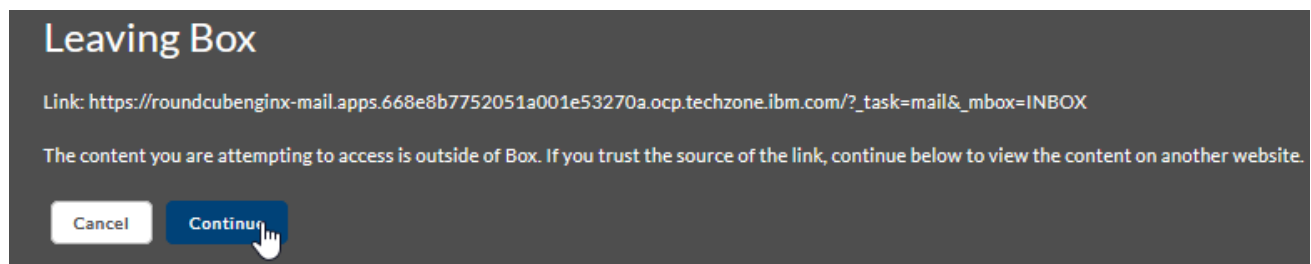 Leaving Box
Link: https://roundcubenginx-mail.apps.668e8b7752051a001e53270a.ocp.techzone.ibm.com/?_task=mail&_mbox=INBOX
The content you are attempting to access is outside of Box. If you trust the source of the link, continue below to view the content on another website.
Cancel Continue